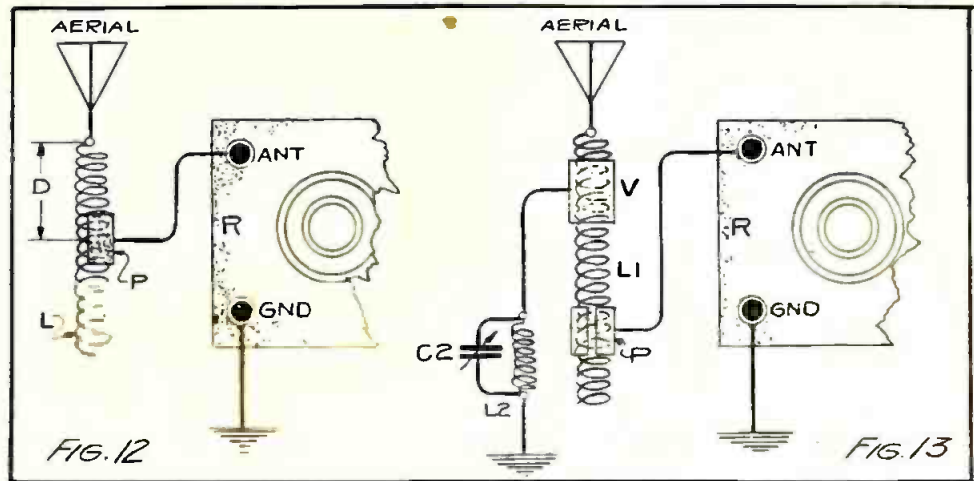 AERIAL
D
ANT
R
P
L
GND
FIG. 12
AERIAL
V
ANT
R
L1
C2
P
L2
GND
FIG. 13